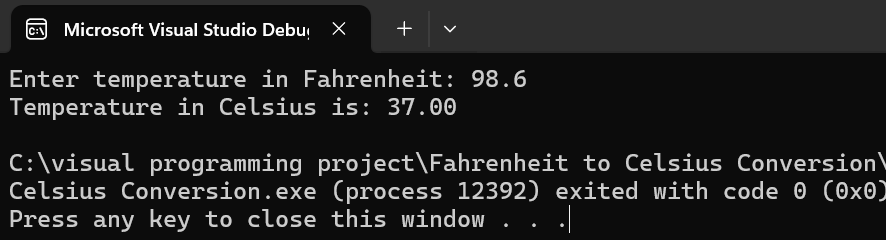 Microsoft Visual Studio Debu
Enter temperature in Fahrenheit: 98.6
Temperature in Celsius is: 37.00
C:\visual programming project\Fahrenheit to Celsius Conversion\
Celsius Conversion.exe (process 12392) exited with code 0 (0x0)
Press any key to close this window . . .